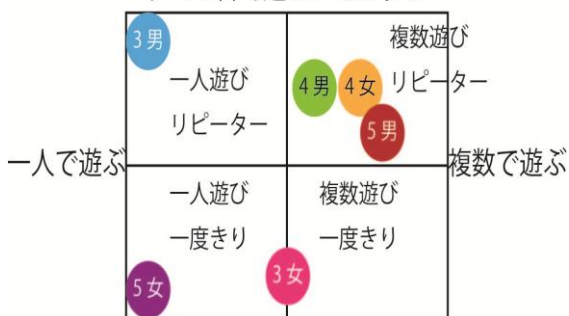 3男
複数遊び
一人遊び
4男
4女
リピーター
リピーター
5男
一人で遊ぶ
複数で遊ぶ
一人遊び
複数遊び
一度きり
一度きり
3女
5女